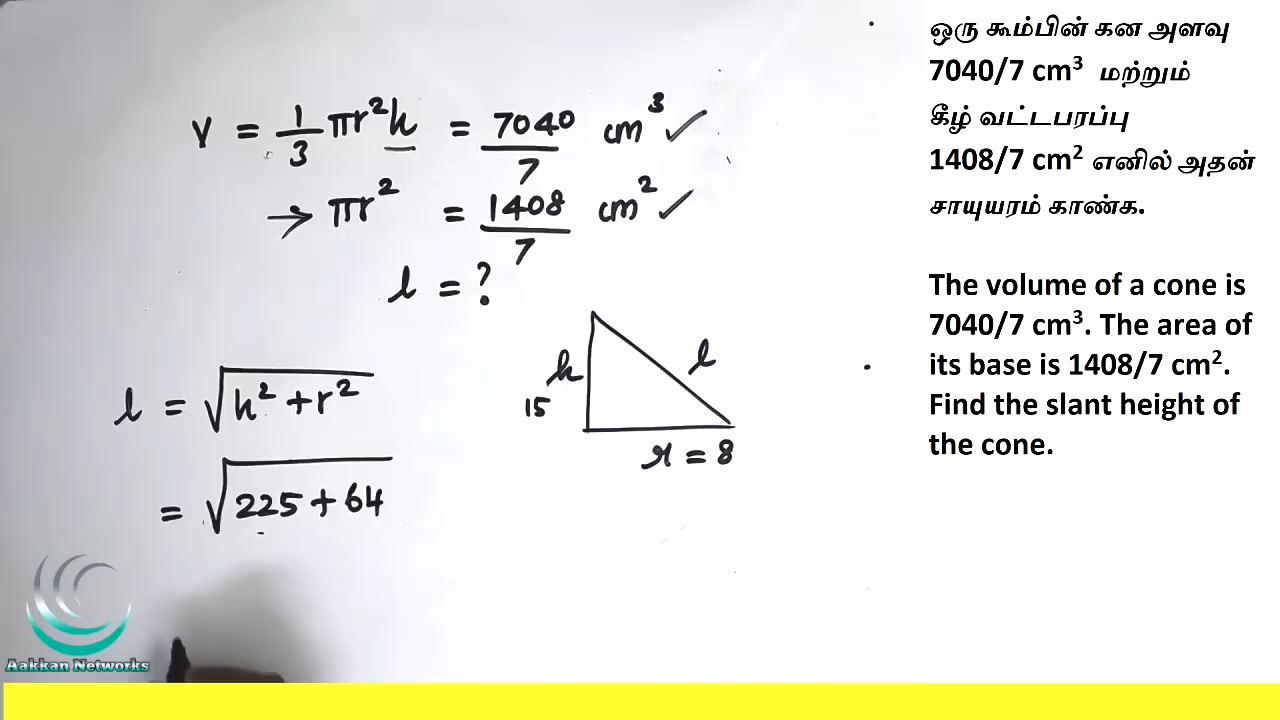 V = 1/3 πr²h = 7040/7 cm³ ✓
→ πr² = 1408/7 cm² ✓
l = ?
h
l
15
r = 8
l = √(h² + r²)
= √(225 + 64)
ஒரு கூம்பின் கன அளவு
7040/7 cm³ மற்றும்
கீழ் வட்டபரப்பு
1408/7 cm² எனில் அதன்
சாயுயரம் காண்க.
The volume of a cone is
7040/7 cm³. The area of
its base is 1408/7 cm².
Find the slant height of
the cone.
Aakkan Networks